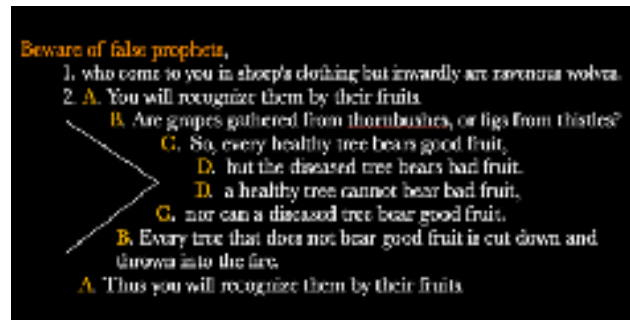 Beware of false prophets,
1. who come to you in sheep's clothing but inwardly are ravenous wolves.
2. A. You will recognize them by their fruits.
B. Are grapes gathered from thornbushes, or figs from thistles?
C. So, every healthy tree bears good fruit,
D. but the diseased tree bears bad fruit.
D. a healthy tree cannot bear bad fruit,
C. nor can a diseased tree bear good fruit.
B. Every tree that does not bear good fruit is cut down and
thrown into the fire.
A. Thus you will recognize them by their fruits